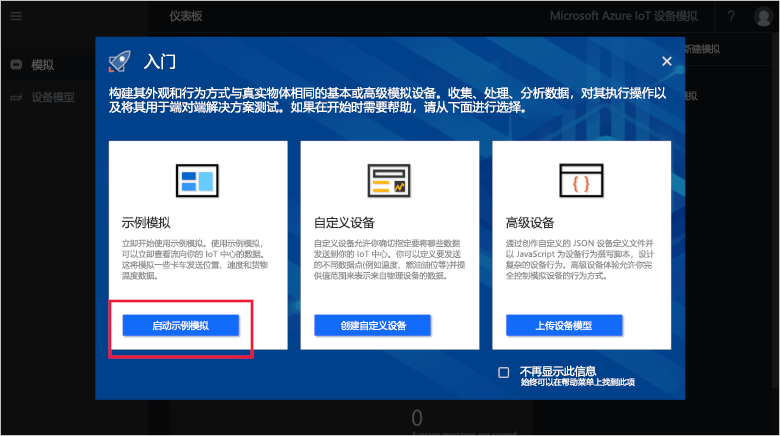 仪表板
Microsoft Azure IoT 设备模拟
?
新建模拟
模拟
设备模型
入门
构建其外观和行为方式与真实物体相同的基本或高级模拟设备。收集、处理、分析数据，对其执行操作以
及将其用于端对端解决方案测试。如果在开始时需要帮助，请从下面进行选择。
示例模拟
立即开始使用示例模拟。使用示例模拟，
可以立即查看流向你的 IoT 中心的数据。
这将模拟一些卡车发送位置、速度和货物
温度数据。
启动示例模拟
自定义设备
自定义设备允许你确切指定要将哪些数据
发送到你的 IoT 中心。你可以定义要发送
的不同数据点(例如温度、燃油油位等)并提
供值范围来表示来自物理设备的数据。
创建自定义设备
高级设备
通过创作自定义的 JSON 设备定义文件并
以 JavaScript 为设备行为撰写脚本，设计
复杂的设备行为。高级设备体验允许你完
全控制模拟设备的行为方式。
上传设备模型
不再显示此信息
始终可以在帮助菜单上找到此项
0